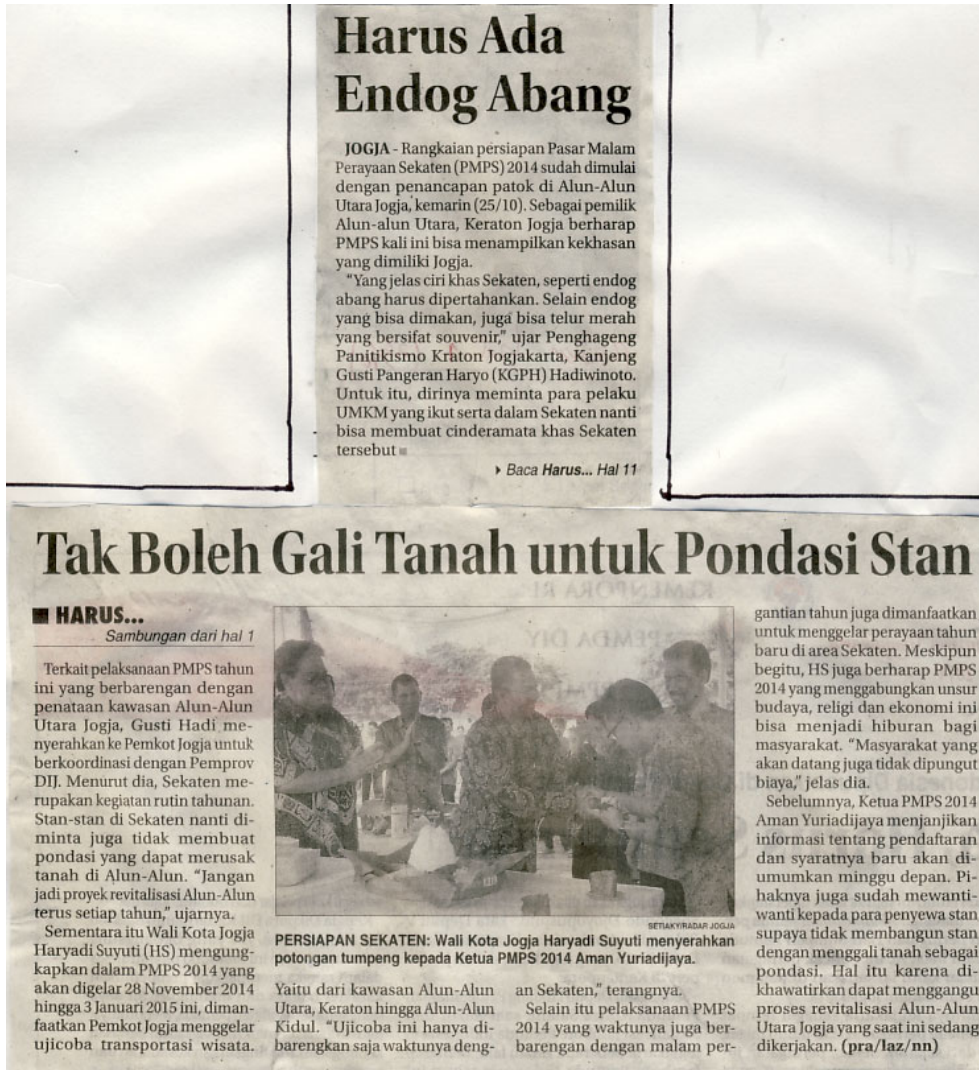 Harus Ada
Endog Abang
JOGJA - Rangkaian persiapan Pasar Malam
Perayaan Sekaten (PMPS) 2014 sudah dimulai
dengan penancapan patok di Alun-Alun
Utara Jogja, kemarin (25/10). Sebagai pemilik
Alun-alun Utara, Keraton Jogja berharap
PMPS kali ini bisa menampilkan kekhasan
yang dimiliki Jogja.
"Yang jelas ciri khas Sekaten, seperti endog
abang harus dipertahankan. Selain endog
yang bisa dimakan, juga bisa telur merah
yang bersifat souvenir," ujar Penghageng
Panitikismo Kraton Jogjakarta, Kanjeng
Gusti Pangeran Haryo (KGPH) Hadiwinoto.
Untuk itu, dirinya meminta para pelaku
UMKM yang ikut serta dalam Sekaten nanti
bisa membuat cinderamata khas Sekaten
tersebut
Baca Harus... Hal 11
Tak Boleh Gali Tanah untuk Pondasi Stan
HARUS...
Sambungan dari hal 1
Terkait pelaksanaan PMPS tahun
ini yang berbarengan dengan
penataan kawasan Alun-Alun
Utara Jogja, Gusti Hadi me-
nyerahkan ke Pemkot Jogja untuk
berkoordinasi dengan Pemprov
DIJ. Menurut dia, Sekaten me-
rupakan kegiatan rutin tahunan.
Stan-stan di Sekaten nanti di-
minta juga tidak membuat
pondasi yang dapat merusak
tanah di Alun-Alun. "Jangan
jadi proyek revitalisasi Alun-Alun
terus setiap tahun," ujarnya.
Sementara itu Wali Kota Jogja
Haryadi Suyuti (HS) mengung-
kapkan dalam PMPS 2014 yang
akan digelar 28 November 2014
hingga 3 Januari 2015 ini, diman-
faatkan Pemkot Jogja menggelar
ujicoba transportasi wisata.
SETIAKY/RADAR JOGJA
PERSIAPAN SEKATEN: Wali Kota Jogja Haryadi Suyuti menyerahkan
potongan tumpeng kepada Ketua PMPS 2014 Aman Yuriadijaya.
Yaitu dari kawasan Alun-Alun
Utara, Keraton hingga Alun-Alun
Kidul. "Ujicoba ini hanya di-
barengkan saja waktunya deng-
an Sekaten," terangnya.
Selain itu pelaksanaan PMPS
2014 yang waktunya juga ber-
barengan dengan malam per-
gantian tahun juga dimanfaatkan
untuk menggelar perayaan tahun
baru di area Sekaten. Meskipun
begitu, HS juga berharap PMPS
2014 yang menggabungkan unsur
budaya, religi dan ekonomi ini
bisa menjadi hiburan bagi
masyarakat. "Masyarakat yang
akan datang juga tidak dipungut
biaya," jelas dia.
Sebelumnya, Ketua PMPS 2014
Aman Yuriadijaya menjanjikan
informasi tentang pendaftaran
dan syaratnya baru akan di-
umumkan minggu depan. Pi-
haknya juga sudah mewanti-
wanti kepada para penyewa stan
supaya tidak membangun stan
dengan menggali tanah sebagai
pondasi. Hal itu karena di-
khawatirkan dapat menggangu
proses revitalisasi Alun-Alun
Utara Jogja yang saat ini sedang
dikerjakan. (pra/laz/nn)